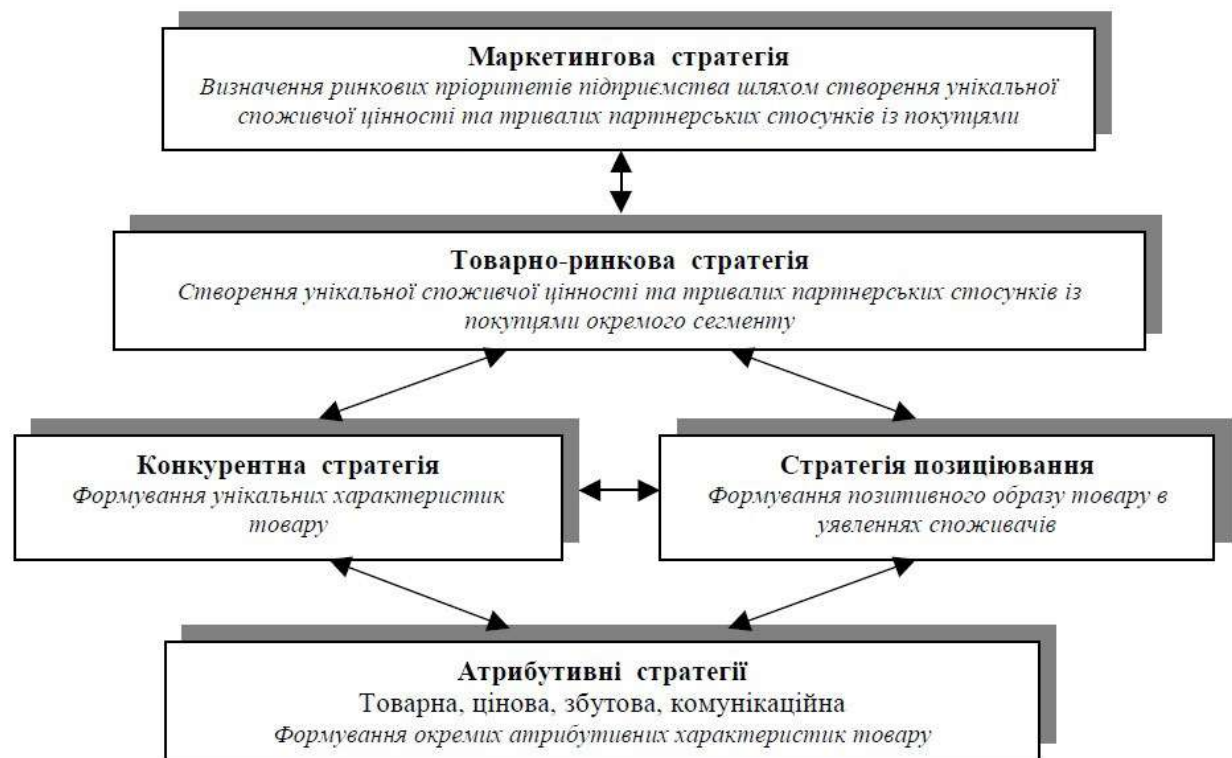 Маркетингова стратегія
Визначення ринкових пріоритетів підприємства шляхом створення унікальної
споживчої цінності та тривалих партнерських стосунків із покупцями
Товарно-ринкова стратегія
Створення унікальної споживчої цінності та тривалих партнерських стосунків із
покупцями окремого сегменту
Конкурентна стратегія
Формування унікальних характеристик
товару
Стратегія позиціювання
Формування позитивного образу товару в
уявленнях споживачів
Атрибутивні стратегії
Товарна, цінова, збутова, комунікаційна
Формування окремих атрибутивних характеристик товару